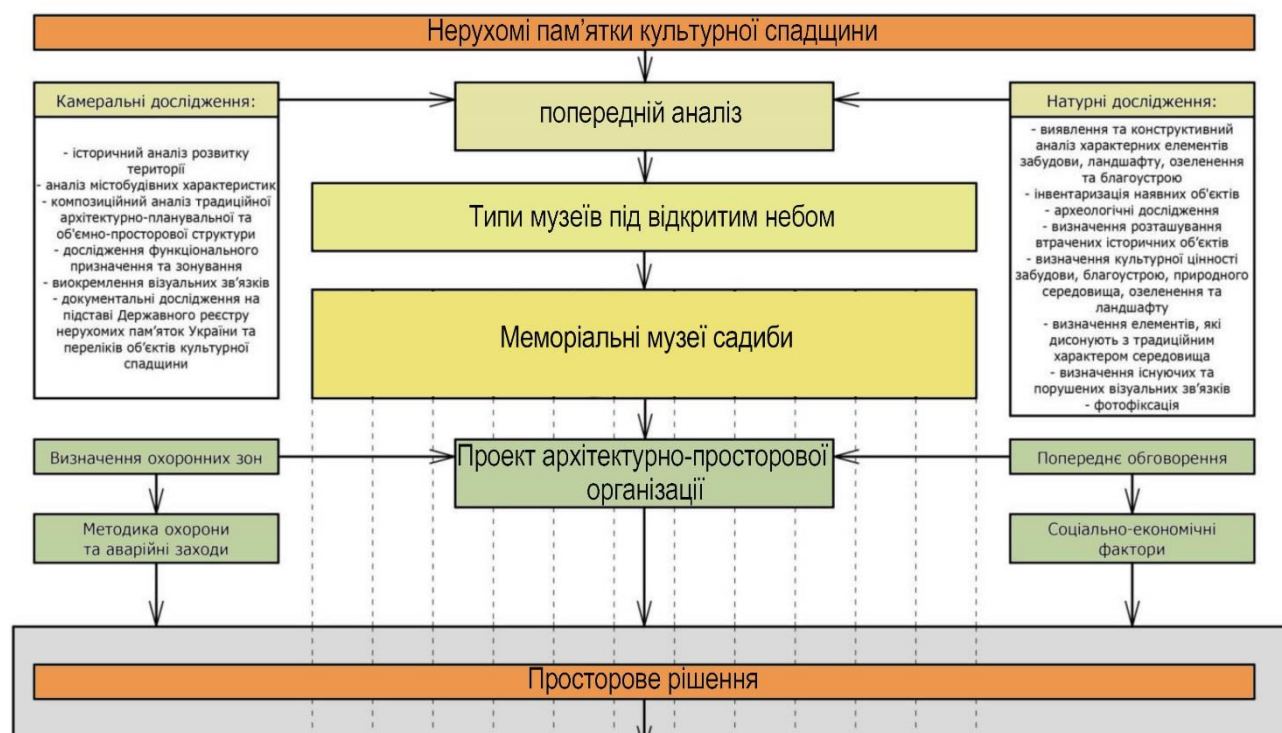 Нерухомі пам’ятки культурної спадщини
Камеральні дослідження:
- історичний аналіз розвитку
території
- аналіз містобудівних характеристик
- композиційний аналіз традиційної
архітектурно-планувальної та
об'ємно-просторової структури
- дослідження функціонального
призначення та зонування
- виокремлення візуальних зв’язків
- документальні дослідження на
підставі Державного реєстру
нерухомих пам’яток України та
переліків об’єктів культурної
спадщини
попередній аналіз
Натурні дослідження:
- виявлення та конструктивний
аналіз характерних елементів
забудови, ландшафту, озеленення
та благоустрою
- інвентаризація наявних об'єктів
- археологічні дослідження
- визначення розташування
втрачених історичних об’єктів
- визначення культурної цінності
забудови, благоустрою, природного
середовища, озеленення та
ландшафту
- визначення елементів, які
дисонують з традиційним
характером середовища
- визначення існуючих та
порушених візуальних зв’язків
- фотофіксація
Типи музеїв під відкритим небом
Меморіальні музеї садиби
Визначення охоронних зон
Проект архітектурно-просторової
організації
Попереднє обговорення
Методика охорони
та аварійні заходи
Соціально-економічні
фактори
Просторове рішення